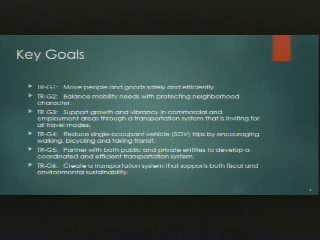 Key Goals
TR-G1: Move people and goods safely and efficiently.
TR-G2: Balance mobility needs with protecting neighborhood
character.
TR-G3: Support growth and vibrancy in commercial and
employment areas through a transportation system that is inviting for
all travel modes.
TR-G4: Reduce single-occupant vehicle (SOV) trips by encouraging
walking, bicycling and taking transit.
TR-G5: Partner with both public and private entities to develop a
coordinated and efficient transportation system.
TR-G6: Create a transportation system that supports both fiscal and
environmental sustainability.